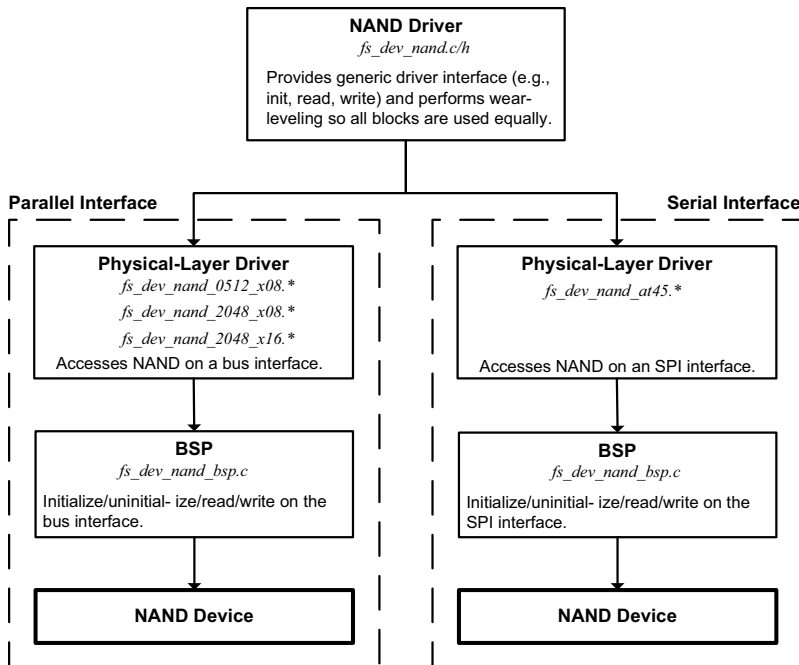 NAND Driver
fs_dev_nand.c/h
Provides generic driver interface (e.g.,
init, read, write) and performs wear-
leveling so all blocks are used equally.
Parallel Interface
Physical-Layer Driver
fs_dev_nand_0512_x08.*
fs_dev_nand_2048_x08.*
fs_dev_nand_2048_x16.*
Accesses NAND on a bus interface.
BSP
fs_dev_nand_bsp.c
Initialize/uninitial- ize/read/write on the
bus interface.
NAND Device
Serial Interface
Physical-Layer Driver
fs_dev_nand_at45.*
Accesses NAND on an SPI interface.
BSP
fs_dev_nand_bsp.c
Initialize/uninitial- ize/read/write on the
SPI interface.
NAND Device